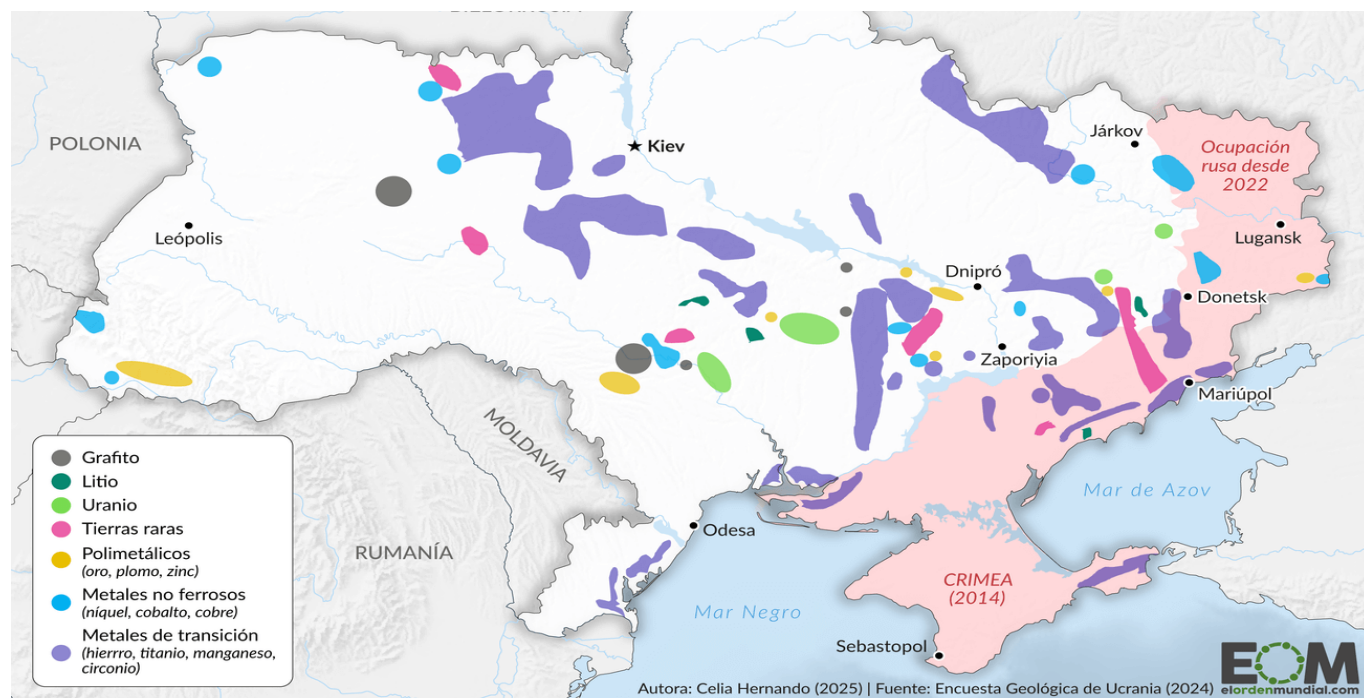 POLONIA
Kiev
Járkov
Ocupación
rusa desde
2022
Leópolis
Lugansk
Dnipró
Donetsk
Zaporiyia
Mariúpol
MOLDAVIA
Mar de Azov
Odesa
RUMANÍA
CRIMEA
(2014)
Mar Negro
Sebastopol
Grafito
Litio
Uranio
Tierras raras
Polimetálicos
(oro, plomo, zinc)
Metales no ferrosos
(níquel, cobalto, cobre)
Metales de transición
(hierrro, titanio, manganeso,
circonio)
EOM
elordenmundial.com
Autora: Celia Hernando (2025) | Fuente: Encuesta Geológica de Ucrania (2024)